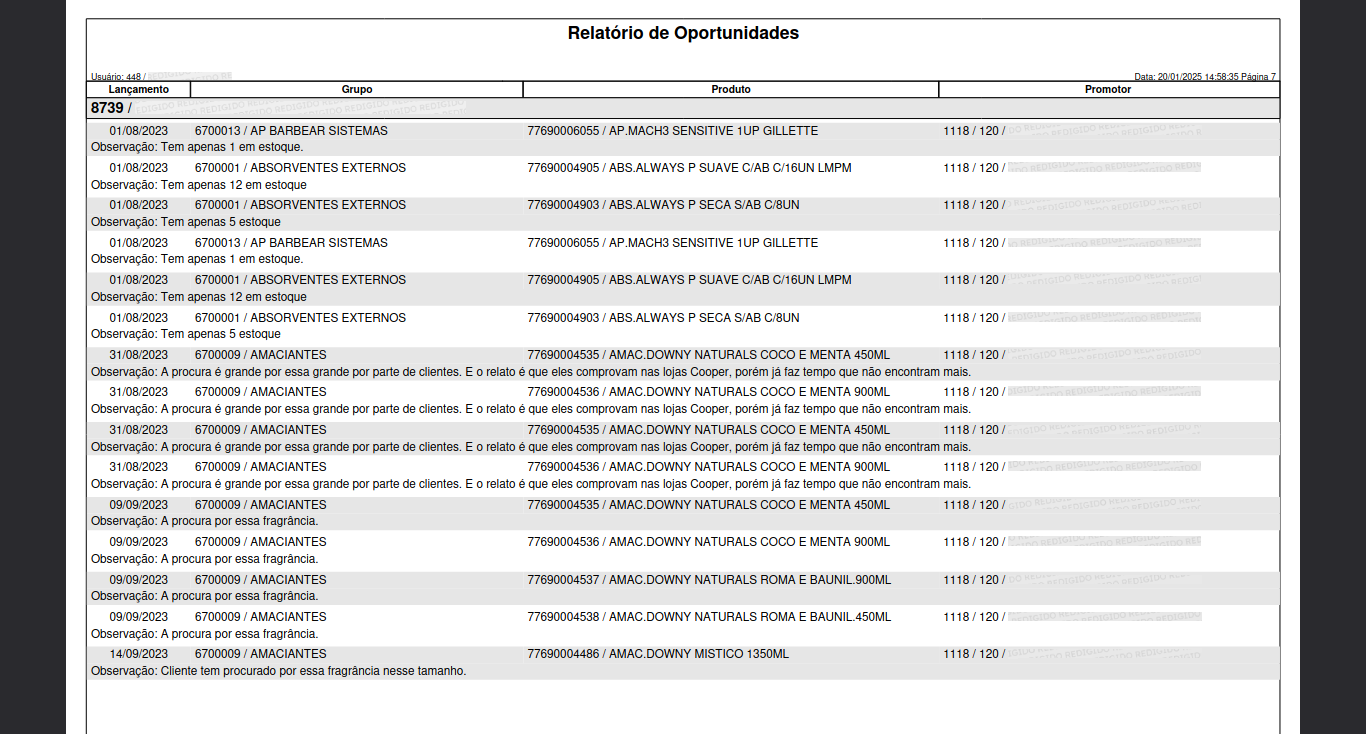 Relatório de Oportunidades
Usuário: 448 /
Data: 20/01/2025 14:58:35 Página 7
Lançamento Grupo Produto Promotor
8739 /
01/08/2023 6700013 / AP BARBEAR SISTEMAS 77690006055 / AP.MACH3 SENSITIVE 1UP GILLETTE 1118 / 120 /
Observação: Tem apenas 1 em estoque.
01/08/2023 6700001 / ABSORVENTES EXTERNOS 77690004905 / ABS.ALWAYS P SUAVE C/AB C/16UN LMPM 1118 / 120 /
Observação: Tem apenas 12 em estoque
01/08/2023 6700001 / ABSORVENTES EXTERNOS 77690004903 / ABS.ALWAYS P SECA S/AB C/8UN 1118 / 120 /
Observação: Tem apenas 5 estoque
01/08/2023 6700013 / AP BARBEAR SISTEMAS 77690006055 / AP.MACH3 SENSITIVE 1UP GILLETTE 1118 / 120 /
Observação: Tem apenas 1 em estoque.
01/08/2023 6700001 / ABSORVENTES EXTERNOS 77690004905 / ABS.ALWAYS P SUAVE C/AB C/16UN LMPM 1118 / 120 /
Observação: Tem apenas 12 em estoque
01/08/2023 6700001 / ABSORVENTES EXTERNOS 77690004903 / ABS.ALWAYS P SECA S/AB C/8UN 1118 / 120 /
Observação: Tem apenas 5 estoque
31/08/2023 6700009 / AMACIANTES 77690004535 / AMAC.DOWNY NATURALS COCO E MENTA 450ML 1118 / 120 /
Observação: A procura é grande por essa grande por parte de clientes. E o relato é que eles comprovam nas lojas Cooper, porém já faz tempo que não encontram mais.
31/08/2023 6700009 / AMACIANTES 77690004536 / AMAC.DOWNY NATURALS COCO E MENTA 900ML 1118 / 120 /
Observação: A procura é grande por essa grande por parte de clientes. E o relato é que eles comprovam nas lojas Cooper, porém já faz tempo que não encontram mais.
31/08/2023 6700009 / AMACIANTES 77690004535 / AMAC.DOWNY NATURALS COCO E MENTA 450ML 1118 / 120 /
Observação: A procura é grande por essa grande por parte de clientes. E o relato é que eles comprovam nas lojas Cooper, porém já faz tempo que não encontram mais.
31/08/2023 6700009 / AMACIANTES 77690004536 / AMAC.DOWNY NATURALS COCO E MENTA 900ML 1118 / 120 /
Observação: A procura é grande por essa grande por parte de clientes. E o relato é que eles comprovam nas lojas Cooper, porém já faz tempo que não encontram mais.
09/09/2023 6700009 / AMACIANTES 77690004535 / AMAC.DOWNY NATURALS COCO E MENTA 450ML 1118 / 120 /
Observação: A procura por essa fragrância.
09/09/2023 6700009 / AMACIANTES 77690004536 / AMAC.DOWNY NATURALS COCO E MENTA 900ML 1118 / 120 /
Observação: A procura por essa fragrância.
09/09/2023 6700009 / AMACIANTES 77690004537 / AMAC.DOWNY NATURALS ROMA E BAUNIL.900ML 1118 / 120 /
Observação: A procura por essa fragrância.
09/09/2023 6700009 / AMACIANTES 77690004538 / AMAC.DOWNY NATURALS ROMA E BAUNIL.450ML 1118 / 120 /
Observação: A procura por essa fragrância.
14/09/2023 6700009 / AMACIANTES 77690004486 / AMAC.DOWNY MISTICO 1350ML 1118 / 120 /
Observação: Cliente tem procurado por essa fragrância nesse tamanho.